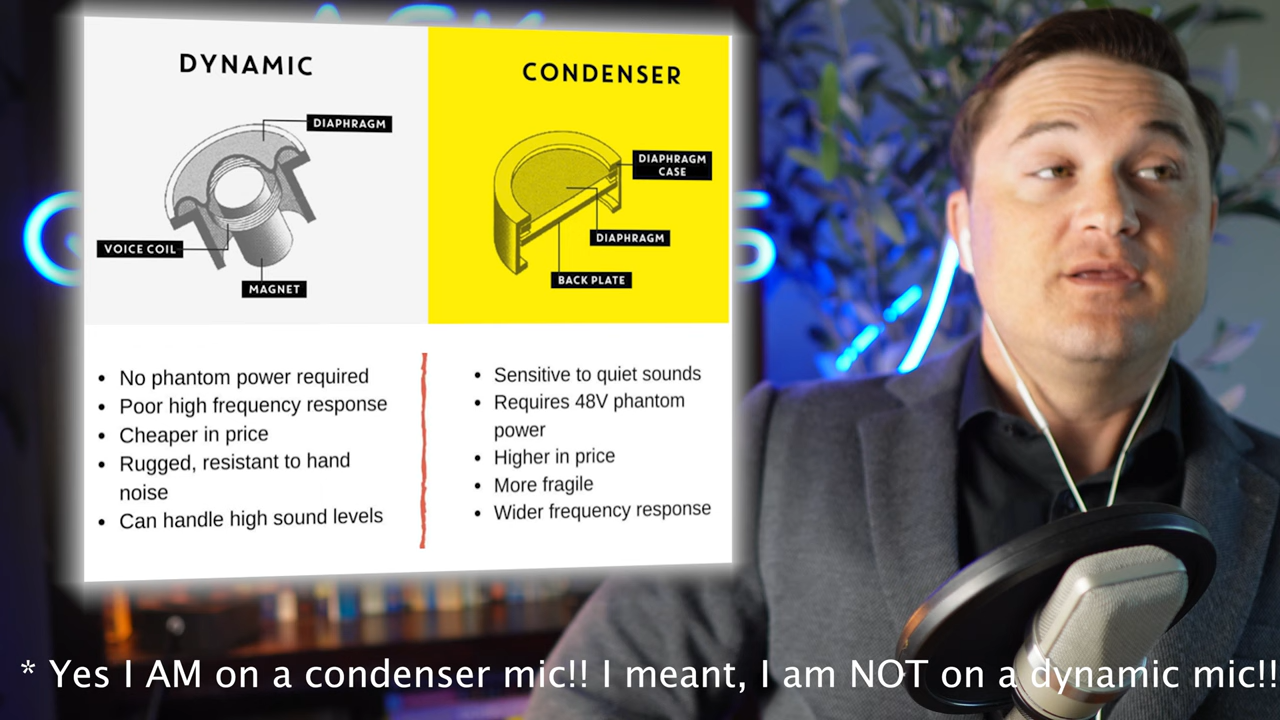 DYNAMIC
DIAPHRAGM
VOICE COIL
MAGNET
CONDENSER
DIAPHRAGM
CASE
DIAPHRAGM
BACK PLATE
• No phantom power required
• Poor high frequency response
• Cheaper in price
• Rugged, resistant to hand
noise
• Can handle high sound levels
• Sensitive to quiet sounds
• Requires 48V phantom
power
• Higher in price
• More fragile
• Wider frequency response
* Yes I AM on a condenser mic!! I meant, I am NOT on a dynamic mic!!